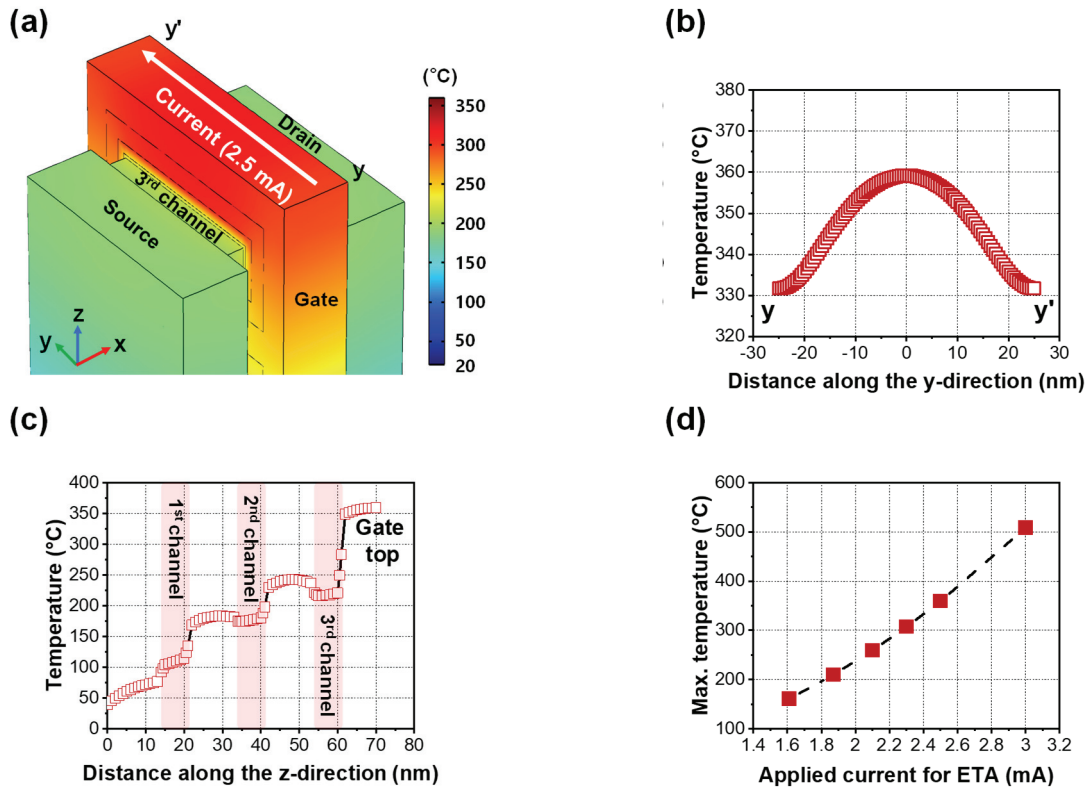 (a)
y'
(°C)
Current (2.5 mA)
Drain
y
3rd channel
Source
Gate
350
300
250
200
150
100
50
20
z
y
x
(b)
Temperature (°C)
380
370
360
350
340
330
320
y
y'
-30 -20 -10 0 10 20 30
Distance along the y-direction (nm)
(c)
Temperature (°C)
400
350
300
250
200
150
100
50
0
1st channel
2nd channel
3rd channel
Gate
top
0 10 20 30 40 50 60 70 80
Distance along the z-direction (nm)
(d)
Max. temperature (°C)
600
500
400
300
200
100
1.4 1.6 1.8 2 2.2 2.4 2.6 2.8 3 3.2
Applied current for ETA (mA)